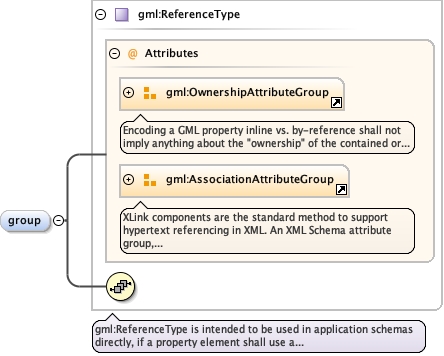 gml:ReferenceType
Attributes
gml:OwnershipAttributeGroup
Encoding a GML property inline vs. by-reference shall not
imply anything about the "ownership" of the contained or...
gml:AssociationAttributeGroup
XLink components are the standard method to support
hypertext referencing in XML. An XML Schema attribute
group,...
group
gml:ReferenceType is intended to be used in application schemas
directly, if a property element shall use a...